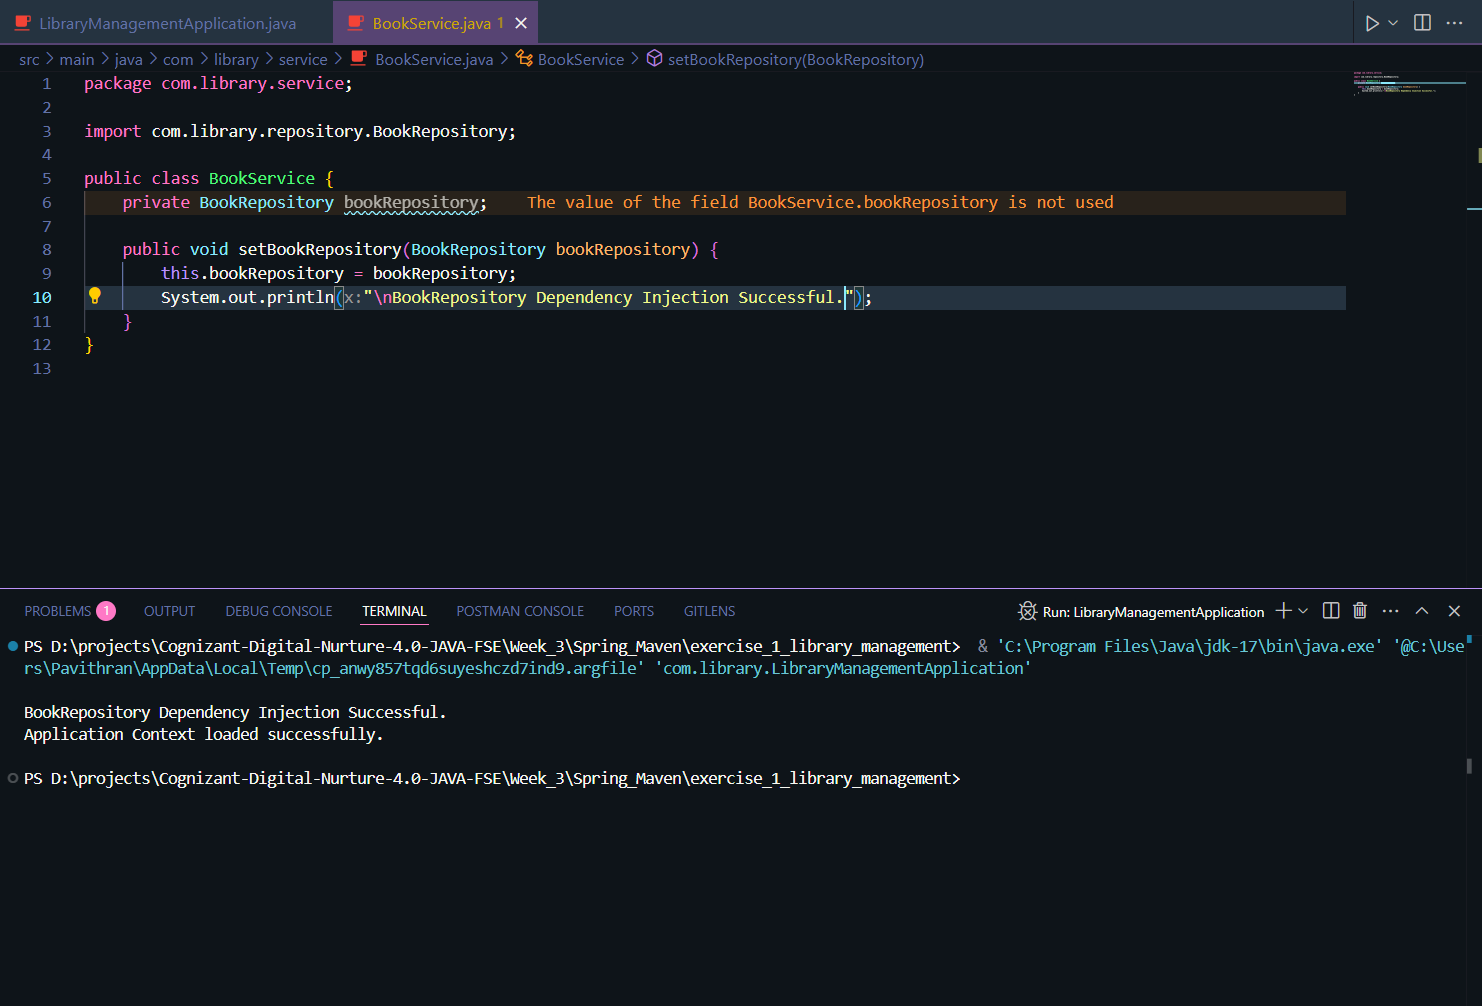 LibraryManagementApplication.java BookService.java 1
src > main > java > com > library > service > BookService.java > BookService > setBookRepository(BookRepository)
1 package com.library.service;
2
3 import com.library.repository.BookRepository;
4
5 public class BookService {
6     private BookRepository bookRepository;    The value of the field BookService.bookRepository is not used
7
8     public void setBookRepository(BookRepository bookRepository) {
9         this.bookRepository = bookRepository;
10         System.out.println(x:"\nBookRepository Dependency Injection Successful.");
11     }
12 }
13
PROBLEMS 1 OUTPUT DEBUG CONSOLE TERMINAL POSTMAN CONSOLE PORTS GITLENS Run: LibraryManagementApplication
PS D:\projects\Cognizant-Digital-Nurture-4.0-JAVA-FSE\Week_3\Spring_Maven\exercise_1_library_management>  & 'C:\Program Files\Java\jdk-17\bin\java.exe' '@C:\Use
rs\Pavithran\AppData\Local\Temp\cp_anwy857tqd6suyeshczd7ind9.argfile' 'com.library.LibraryManagementApplication'
BookRepository Dependency Injection Successful.
Application Context loaded successfully.
PS D:\projects\Cognizant-Digital-Nurture-4.0-JAVA-FSE\Week_3\Spring_Maven\exercise_1_library_management>